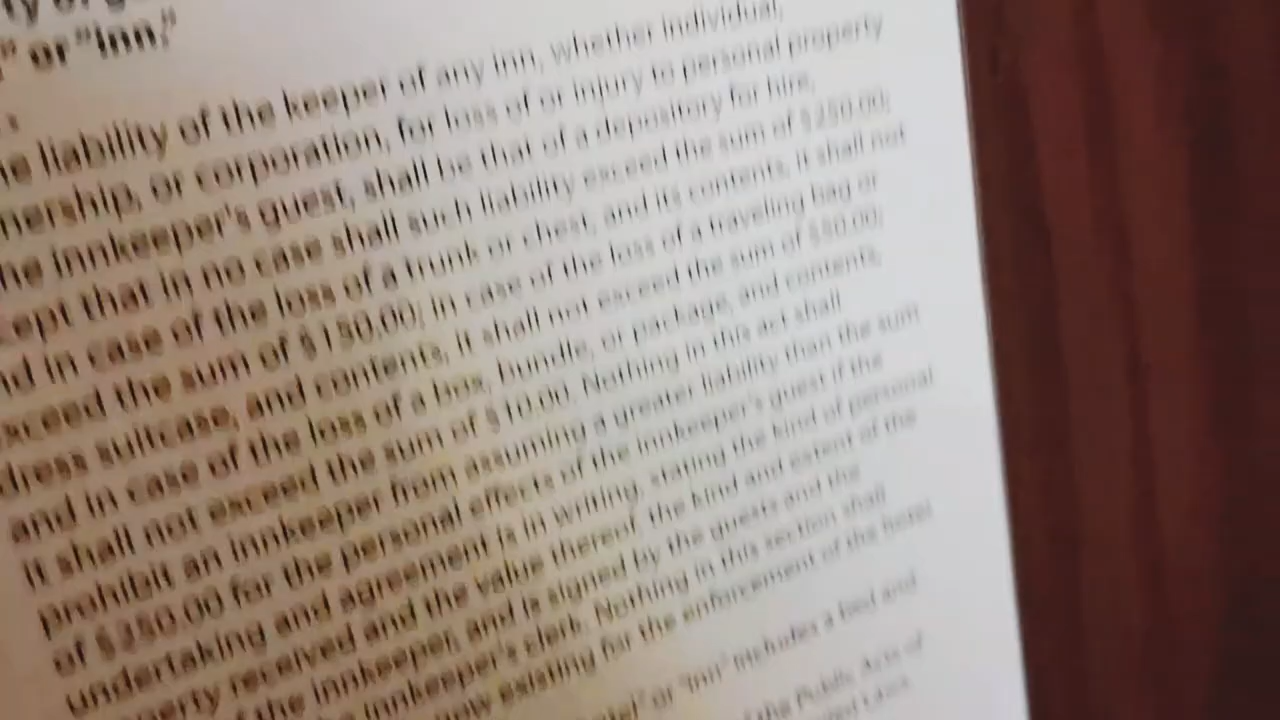 or "inn."
liability of the keeper of any inn, whether individual,
or corporation, for loss of or injury to personal property
innkeeper's guest, shall be that of a depository for hire,
that in no case shall such liability exceed the sum of $250.00;
in case of the loss of a trunk or chest, and its contents, it shall not
the sum of $150.00; in case of the loss of a traveling bag or
suitcase, and contents, it shall not exceed the sum of $50.00;
and in case of the loss of a box, bundle, or package, and contents,
it shall not exceed the sum of $10.00. Nothing in this act shall
prohibit an innkeeper from assuming a greater liability than the sum
of $250.00 for the personal effects of the innkeeper's guest if the
undertaking and agreement is in writing, stating the kind of personal
received and the value thereof, the kind and extent of the
the innkeeper, and is signed by the guests and the
innkeeper's clerk. Nothing in this section shall
now existing for the enforcement of the hotel
or "inn" includes a bed and
the Public Acts of